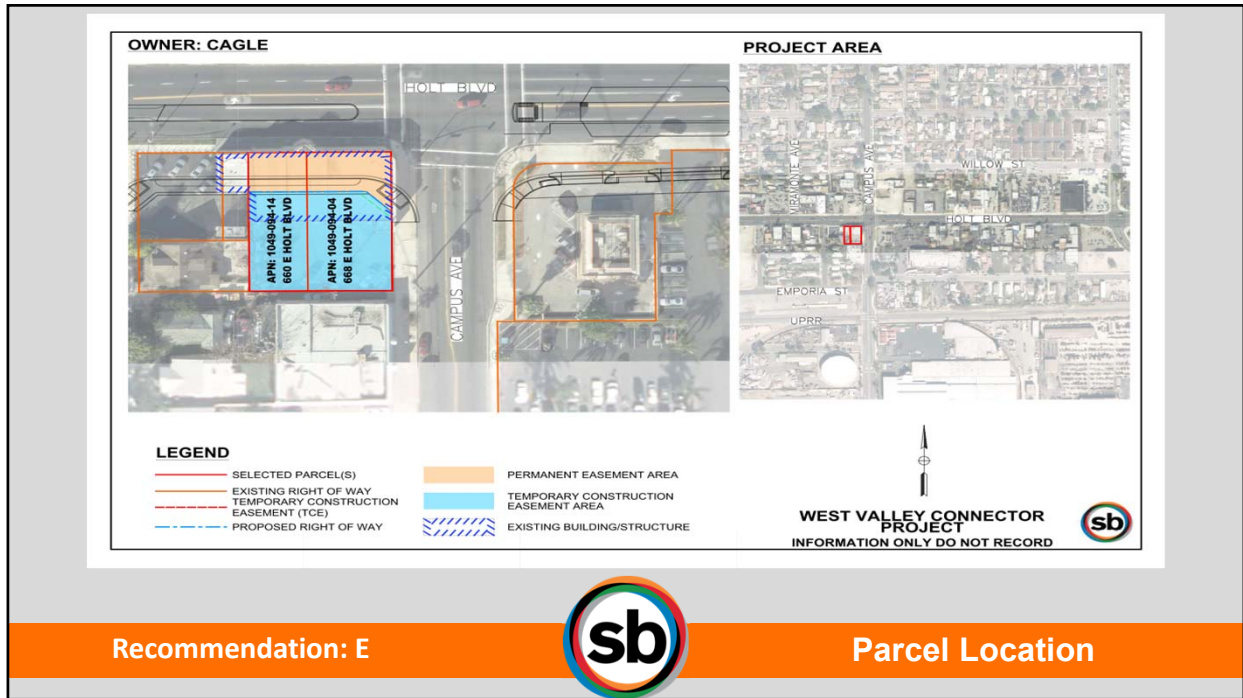 OWNER: CAGLE
HOLT BLVD
APN: 1049-094-14
660 E HOLT BLVD
APN: 1049-094-04
668 E HOLT BLVD
CAMPUS AVE
PROJECT AREA
MIRAMONTE AVE
CAMPUS AVE
WILLOW ST
HOLT BLVD
EMPORIA ST
UPRR
LEGEND
SELECTED PARCEL(S)
EXISTING RIGHT OF WAY
TEMPORARY CONSTRUCTION
EASEMENT (TCE)
PROPOSED RIGHT OF WAY
PERMANENT EASEMENT AREA
TEMPORARY CONSTRUCTION
EASEMENT AREA
EXISTING BUILDING/STRUCTURE
WEST VALLEY CONNECTOR
PROJECT
INFORMATION ONLY DO NOT RECORD
sb
Recommendation: E
sb
Parcel Location